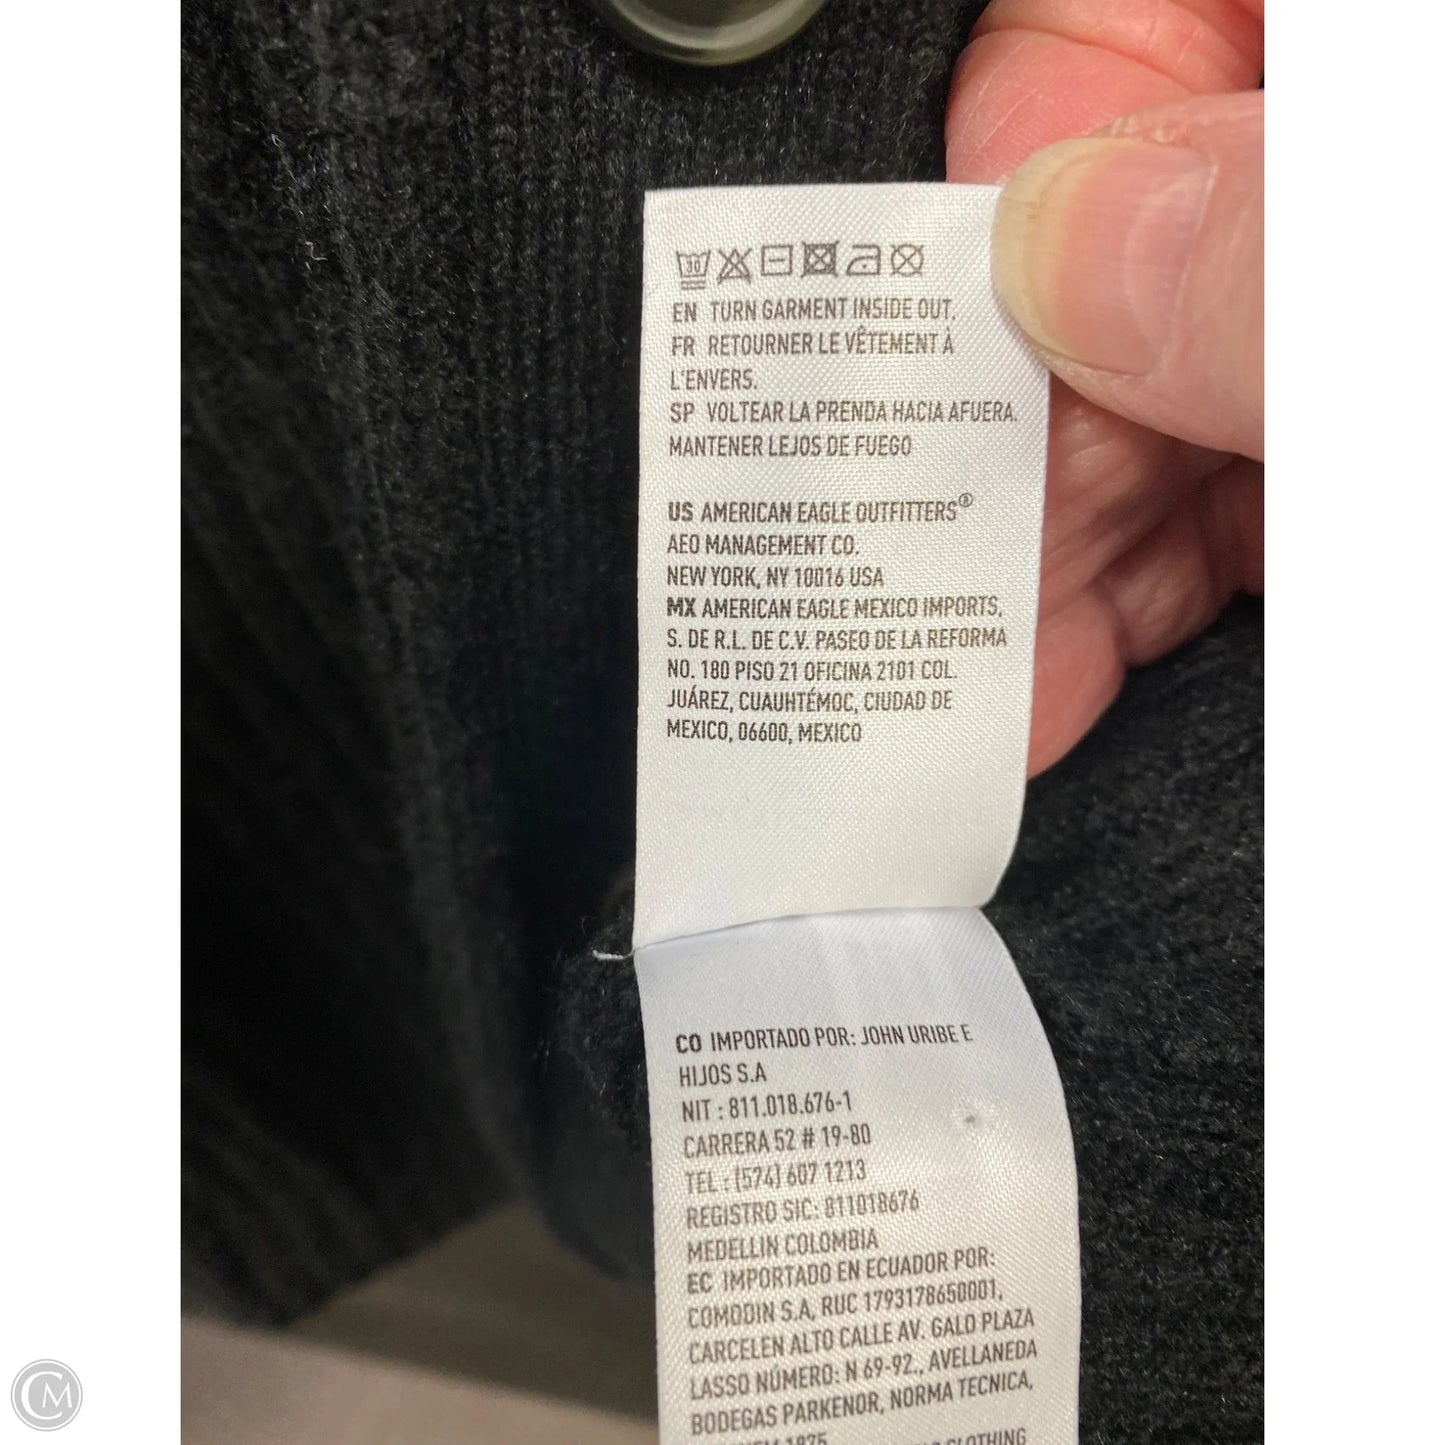 30
EN TURN GARMENT INSIDE OUT.
FR RETOURNER LE VÊTEMENT À
L'ENVERS.
SP VOLTEAR LA PRENDA HACIA AFUERA.
MANTENER LEJOS DE FUEGO
US AMERICAN EAGLE OUTFITTERS®
AEO MANAGEMENT CO.
NEW YORK, NY 10016 USA
MX AMERICAN EAGLE MEXICO IMPORTS,
S. DE R.L. DE C.V. PASEO DE LA REFORMA
NO. 180 PISO 21 OFICINA 2101 COL.
JUÁREZ, CUAUHTÉMOC, CIUDAD DE
MEXICO, 06600, MEXICO
CO IMPORTADO POR: JOHN URIBE E
HIJOS S.A
NIT : 811.018.676-1
CARRERA 52 # 19-80
TEL : (574) 607 1213
REGISTRO SIC: 811018676
MEDELLIN COLOMBIA
EC IMPORTADO EN ECUADOR POR:
COMODIN S.A, RUC 1793178650001,
CARCELEN ALTO CALLE AV. GALO PLAZA
LASSO NÚMERO: N 69-92., AVELLANEDA
BODEGAS PARKENOR, NORMA TECNICA,
1875
CLOTHING
CM